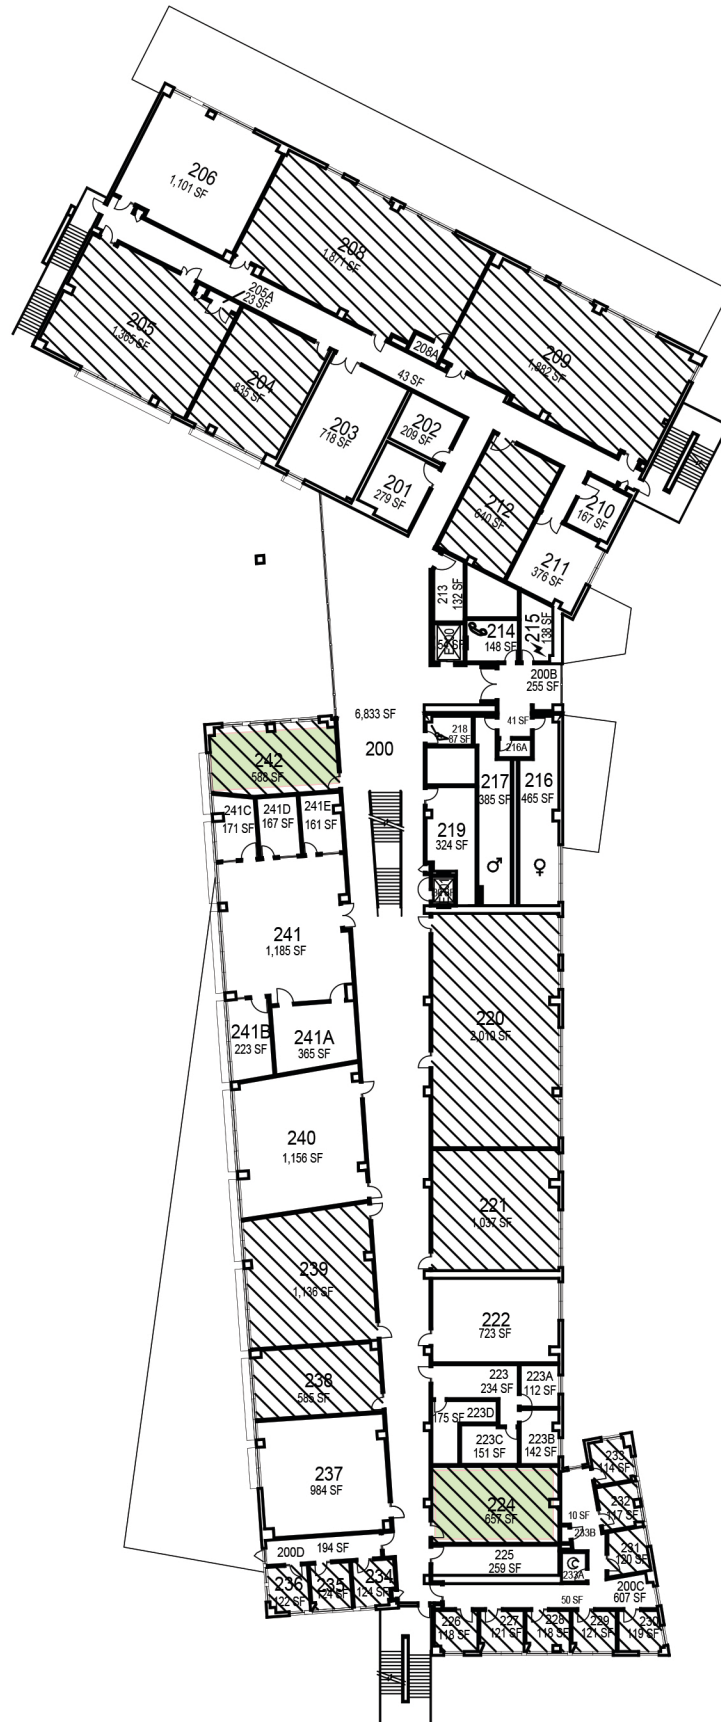 206
1,101 SF
208
1,871 SF
205A
23 SF
205
1,365 SF
208A
209
1,882 SF
204
835 SF
43 SF
203
718 SF
202
209 SF
201
279 SF
212
640 SF
210
167 SF
211
376 SF
213
132 SF
214
148 SF
215
138 SF
200B
255 SF
6,833 SF
200
41 SF
218
67 SF
216A
242
588 SF
217
385 SF
216
465 SF
241C
171 SF
241D
167 SF
241E
161 SF
219
324 SF
241
1,185 SF
220
2,019 SF
241B
223 SF
241A
365 SF
240
1,156 SF
221
1,037 SF
239
1,136 SF
222
723 SF
238
585 SF
223
234 SF
223A
112 SF
175 SF
223D
223C
151 SF
223B
142 SF
233
114 SF
237
984 SF
224
657 SF
232
117 SF
10 SF
233B
231
120 SF
200D
194 SF
225
259 SF
233A
236
122 SF
235
124 SF
234
124 SF
50 SF
200C
607 SF
226
118 SF
227
121 SF
228
118 SF
229
121 SF
230
119 SF